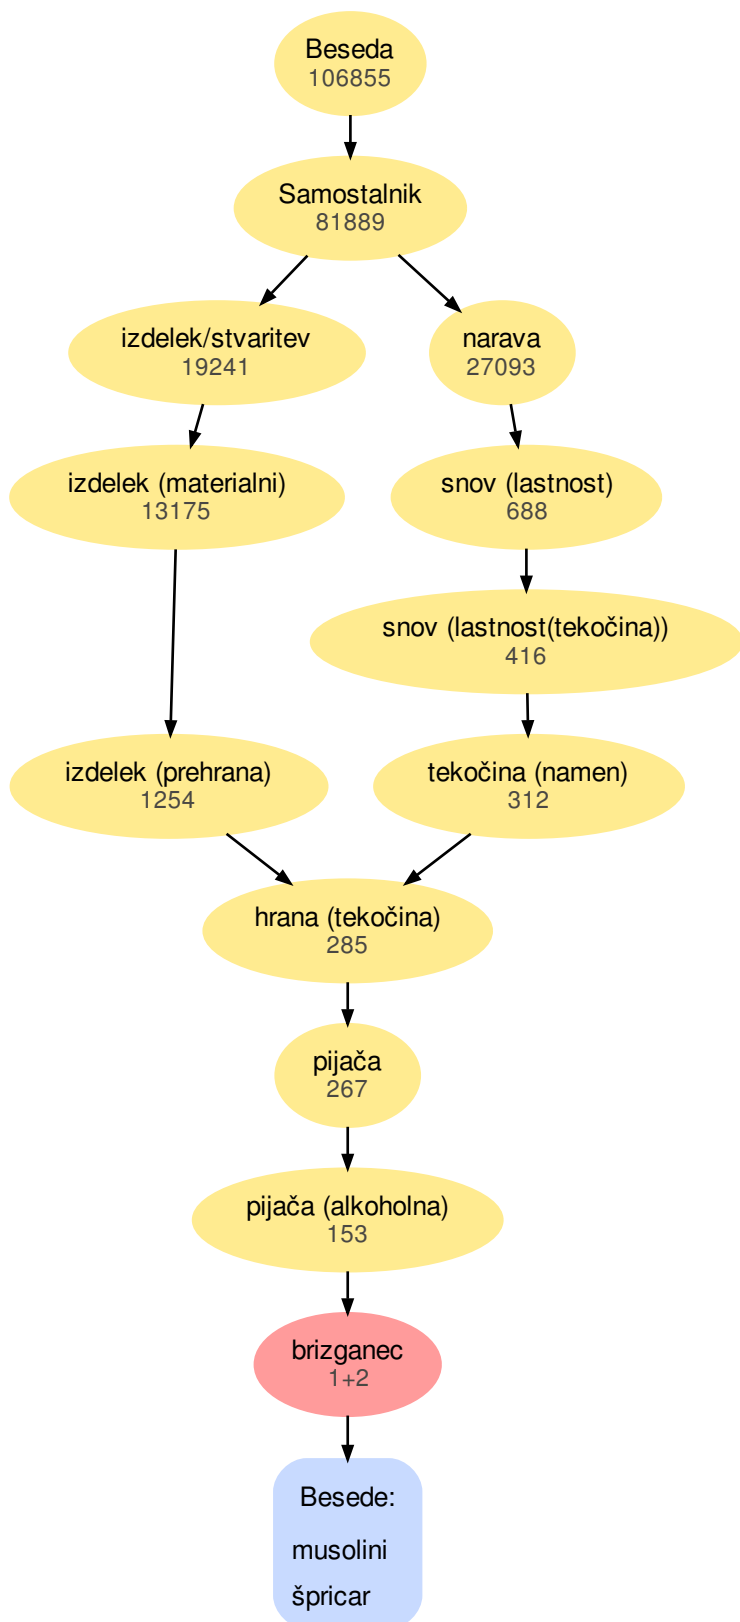 Beseda
106855
Samostalnik
81889
izdelek/stvaritev
19241
narava
27093
izdelek (materialni)
13175
snov (lastnost)
688
snov (lastnost(tekočina))
416
izdelek (prehrana)
1254
tekočina (namen)
312
hrana (tekočina)
285
pijača
267
pijača (alkoholna)
153
brizganec
1+2
Besede:
musolini
špricar